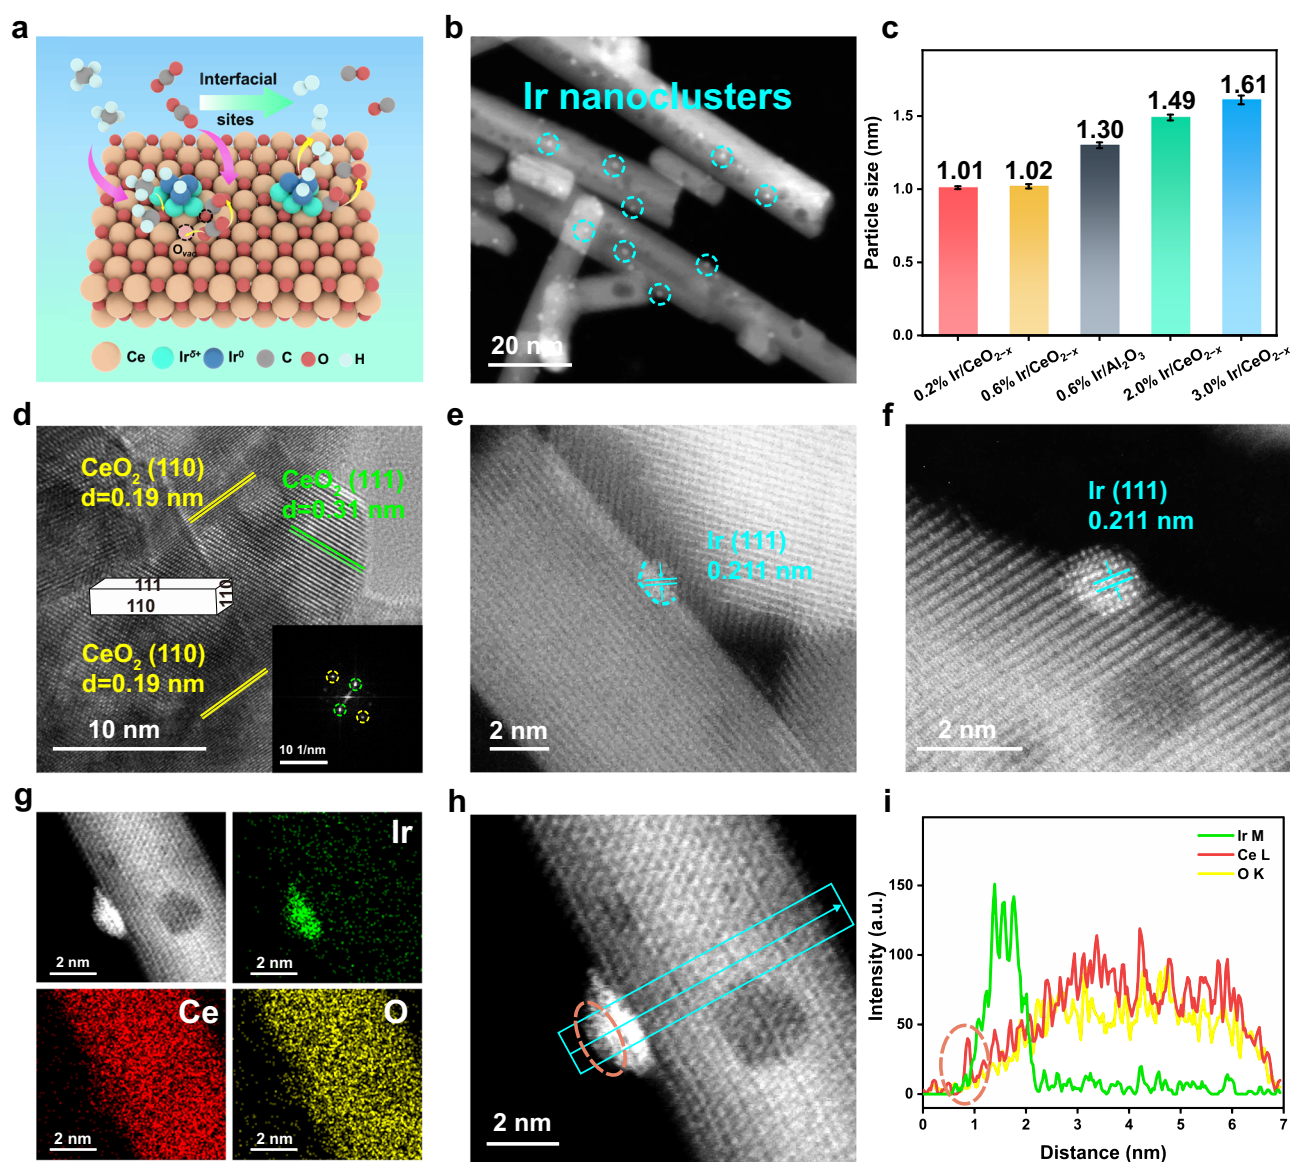 a
Interfacial
sites
Ovac
Ce Irδ+ Ir0 C O H
b
Ir nanoclusters
20 nm
c
Particle size (nm)
1.5
1.0
0.5
0.0
1.01
1.02
1.30
1.49
1.61
0.2% Ir/CeO2-x
0.6% Ir/CeO2-x
0.6% Ir/Al2O3
2.0% Ir/CeO2-x
3.0% Ir/CeO2-x
d
CeO2 (110)
d=0.19 nm
CeO2 (111)
d=0.31 nm
111
110
110
CeO2 (110)
d=0.19 nm
10 nm
10 1/nm
e
Ir (111)
0.211 nm
2 nm
f
Ir (111)
0.211 nm
2 nm
g
2 nm
Ir
2 nm
Ce
2 nm
O
2 nm
h
2 nm
i
Ir M
Ce L
O K
Intensity (a.u.)
150
100
50
0
0 1 2 3 4 5 6 7
Distance (nm)